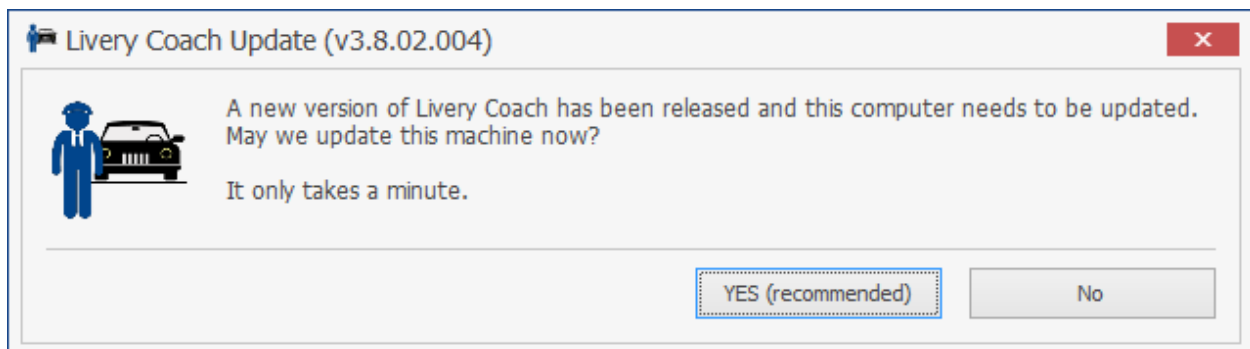 Livery Coach Update (v3.8.02.004)
A new version of Livery Coach has been released and this computer needs to be updated.
May we update this machine now?
It only takes a minute.
YES (recommended)
No